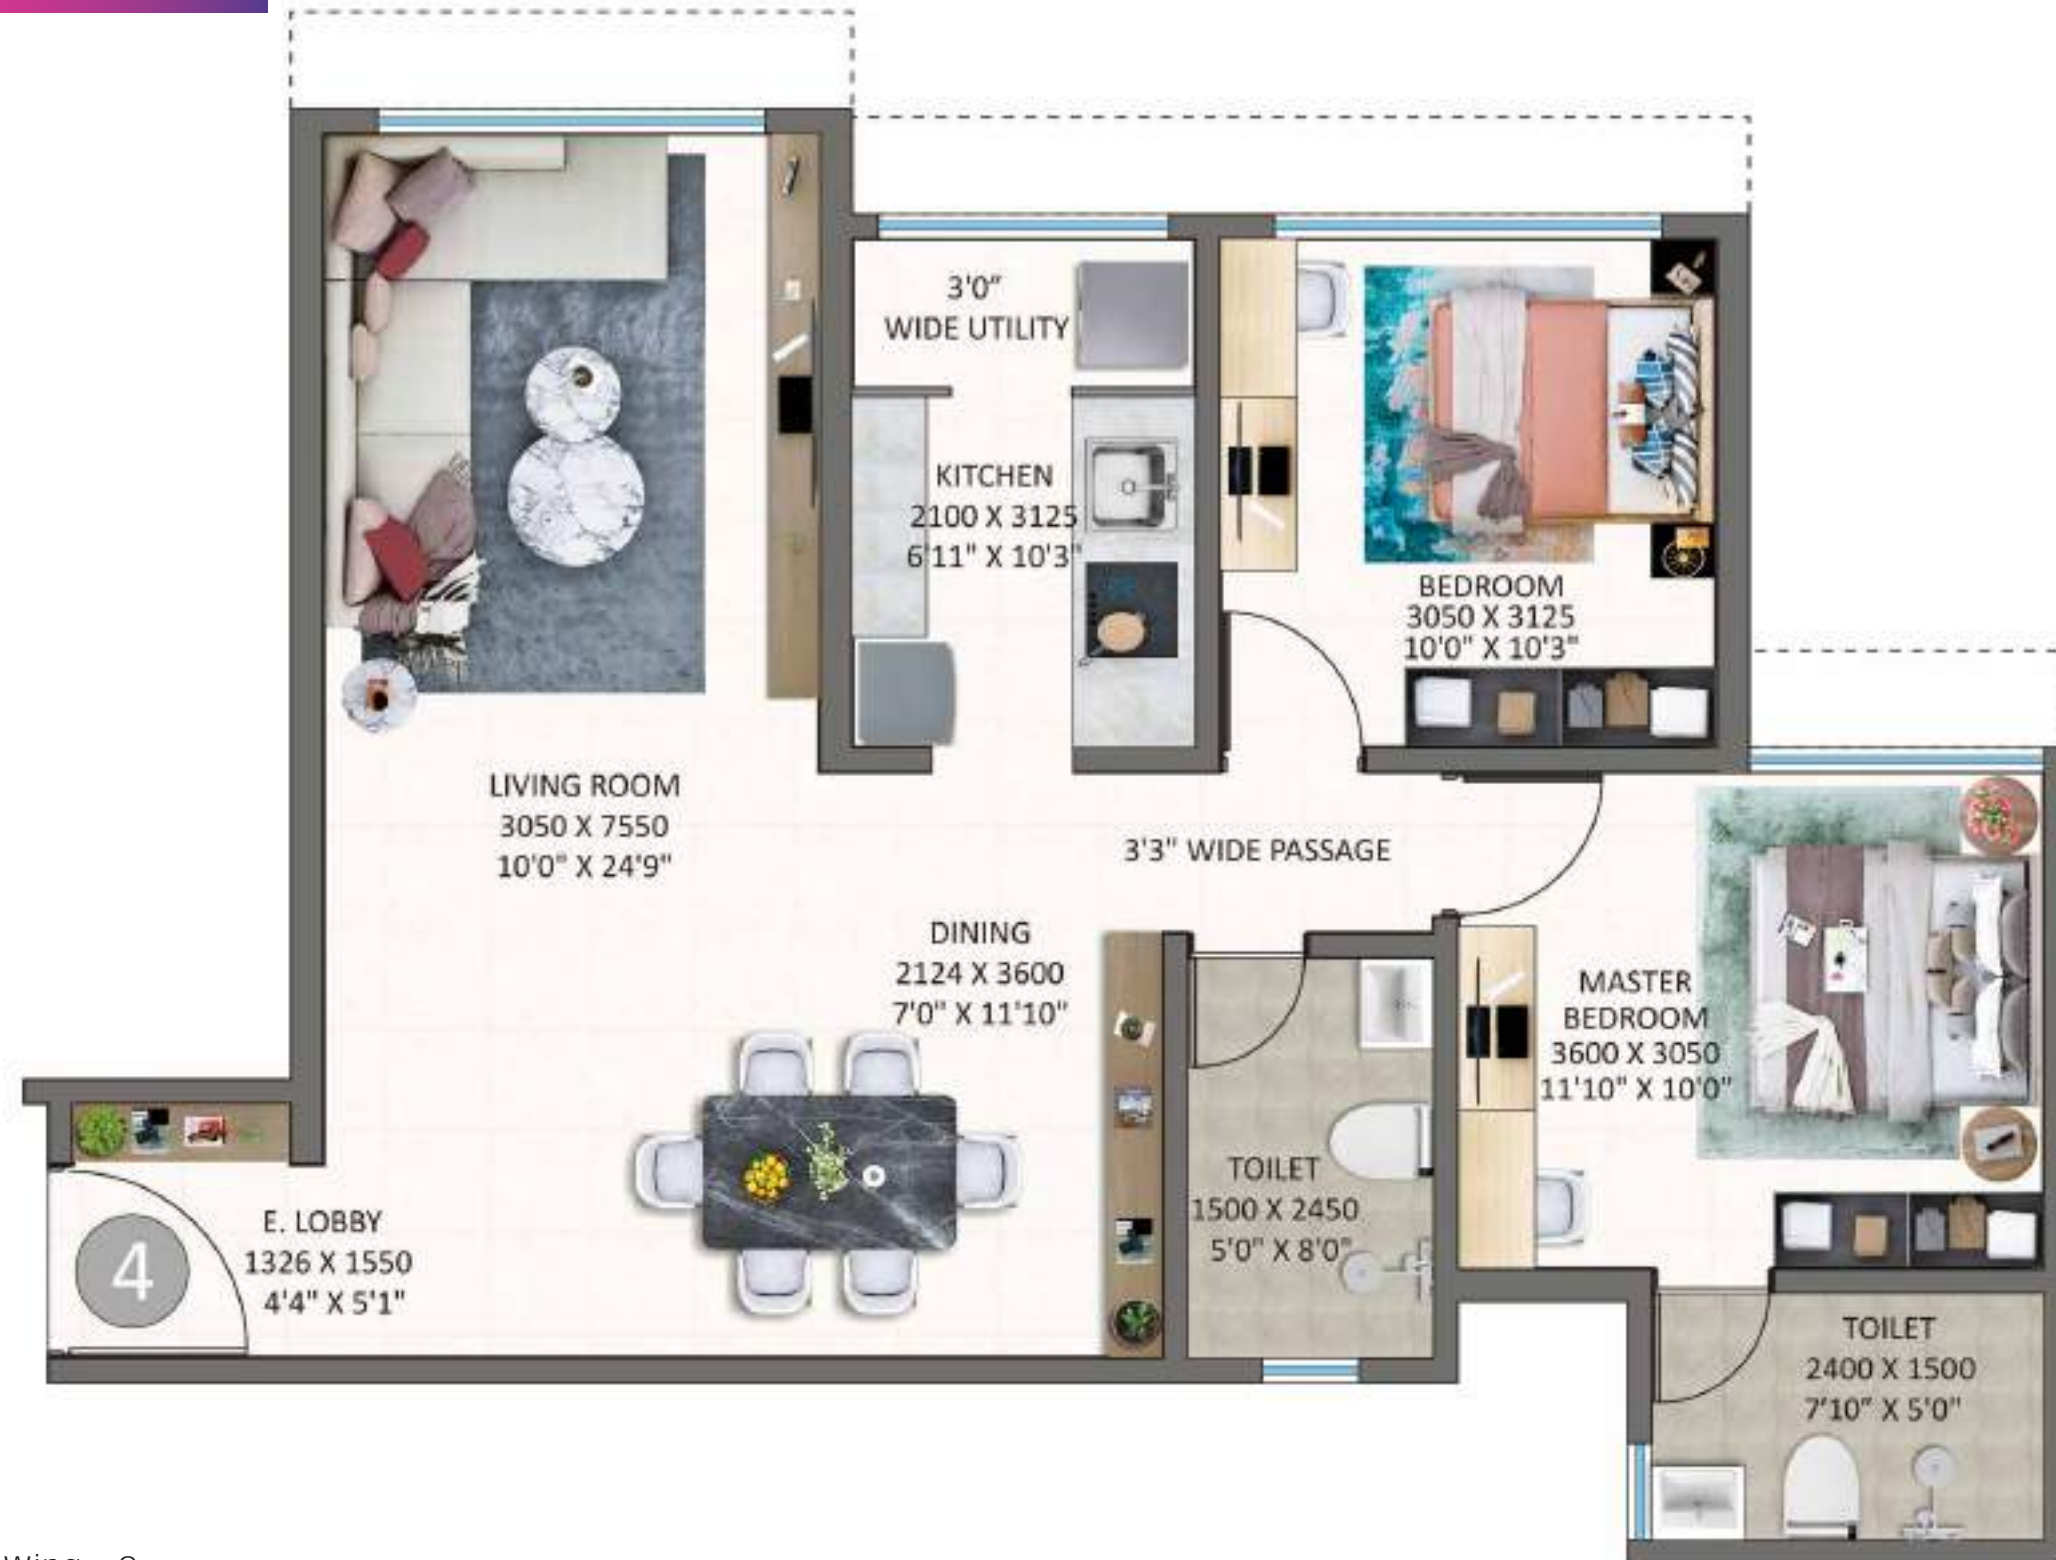 3'0"
WIDE UTILITY
KITCHEN
2100 X 3125
6'11" X 10'3"
BEDROOM
3050 X 3125
10'0" X 10'3"
LIVING ROOM
3050 X 7550
10'0" X 24'9"
3'3" WIDE PASSAGE
DINING
2124 X 3600
7'0" X 11'10"
MASTER
BEDROOM
3600 X 3050
11'10" X 10'0"
TOILET
1500 X 2450
5'0" X 8'0"
E. LOBBY
1326 X 1550
4'4" X 5'1"
4
TOILET
2400 X 1500
7'10" X 5'0"